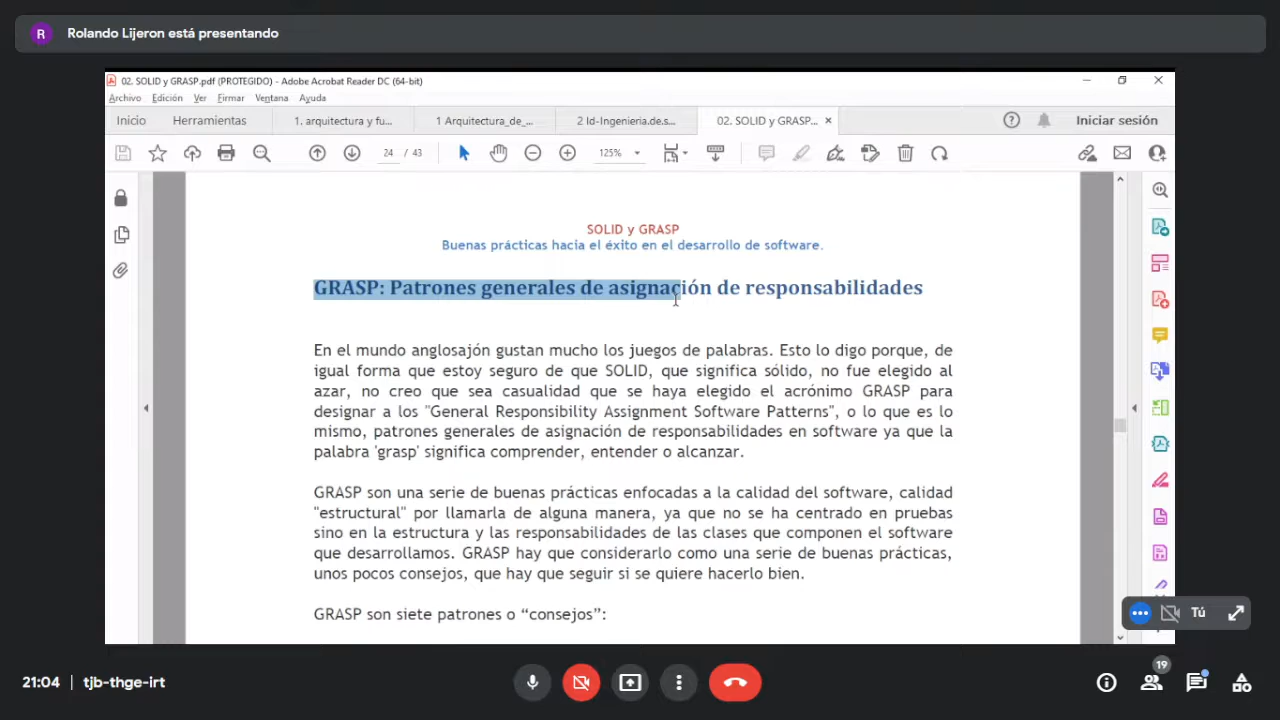 R Rolando Lijeron está presentando
02. SOLID y GRASP.pdf (PROTEGIDO) - Adobe Acrobat Reader DC (64-bit)
Archivo Edición Ver Firmar Ventana Ayuda
Inicio Herramientas 1. arquitectura y fu... 1 Arquitectura_de_... 2 Id-Ingenieria.de.s... 02. SOLID y GRASP... × Iniciar sesión
24 / 43 125%
SOLID y GRASP
Buenas prácticas hacia el éxito en el desarrollo de software.
GRASP: Patrones generales de asignación de responsabilidades
En el mundo anglosajón gustan mucho los juegos de palabras. Esto lo digo porque, de
igual forma que estoy seguro de que SOLID, que significa sólido, no fue elegido al
azar, no creo que sea casualidad que se haya elegido el acrónimo GRASP para
designar a los "General Responsibility Assignment Software Patterns", o lo que es lo
mismo, patrones generales de asignación de responsabilidades en software ya que la
palabra 'grasp' significa comprender, entender o alcanzar.
GRASP son una serie de buenas prácticas enfocadas a la calidad del software, calidad
"estructural" por llamarla de alguna manera, ya que no se ha centrado en pruebas
sino en la estructura y las responsabilidades de las clases que componen el software
que desarrollamos. GRASP hay que considerarlo como una serie de buenas prácticas,
unos pocos consejos, que hay que seguir si se quiere hacerlo bien.
GRASP son siete patrones o “consejos”:
Tú
21:04 | tjb-thge-irt
19